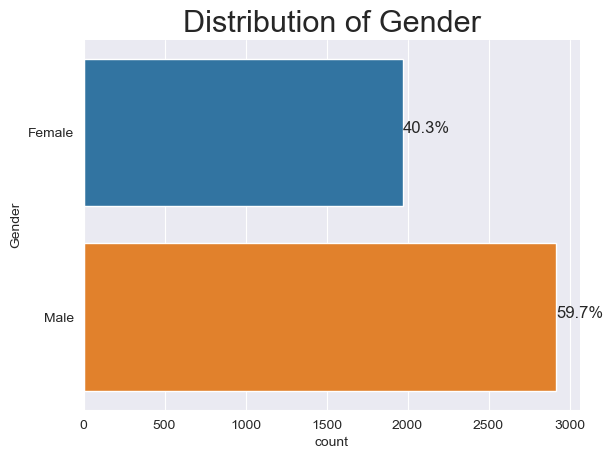 Distribution of Gender
Female
40.3%
Gender
Male
59.7%
0 500 1000 1500 2000 2500 3000
count